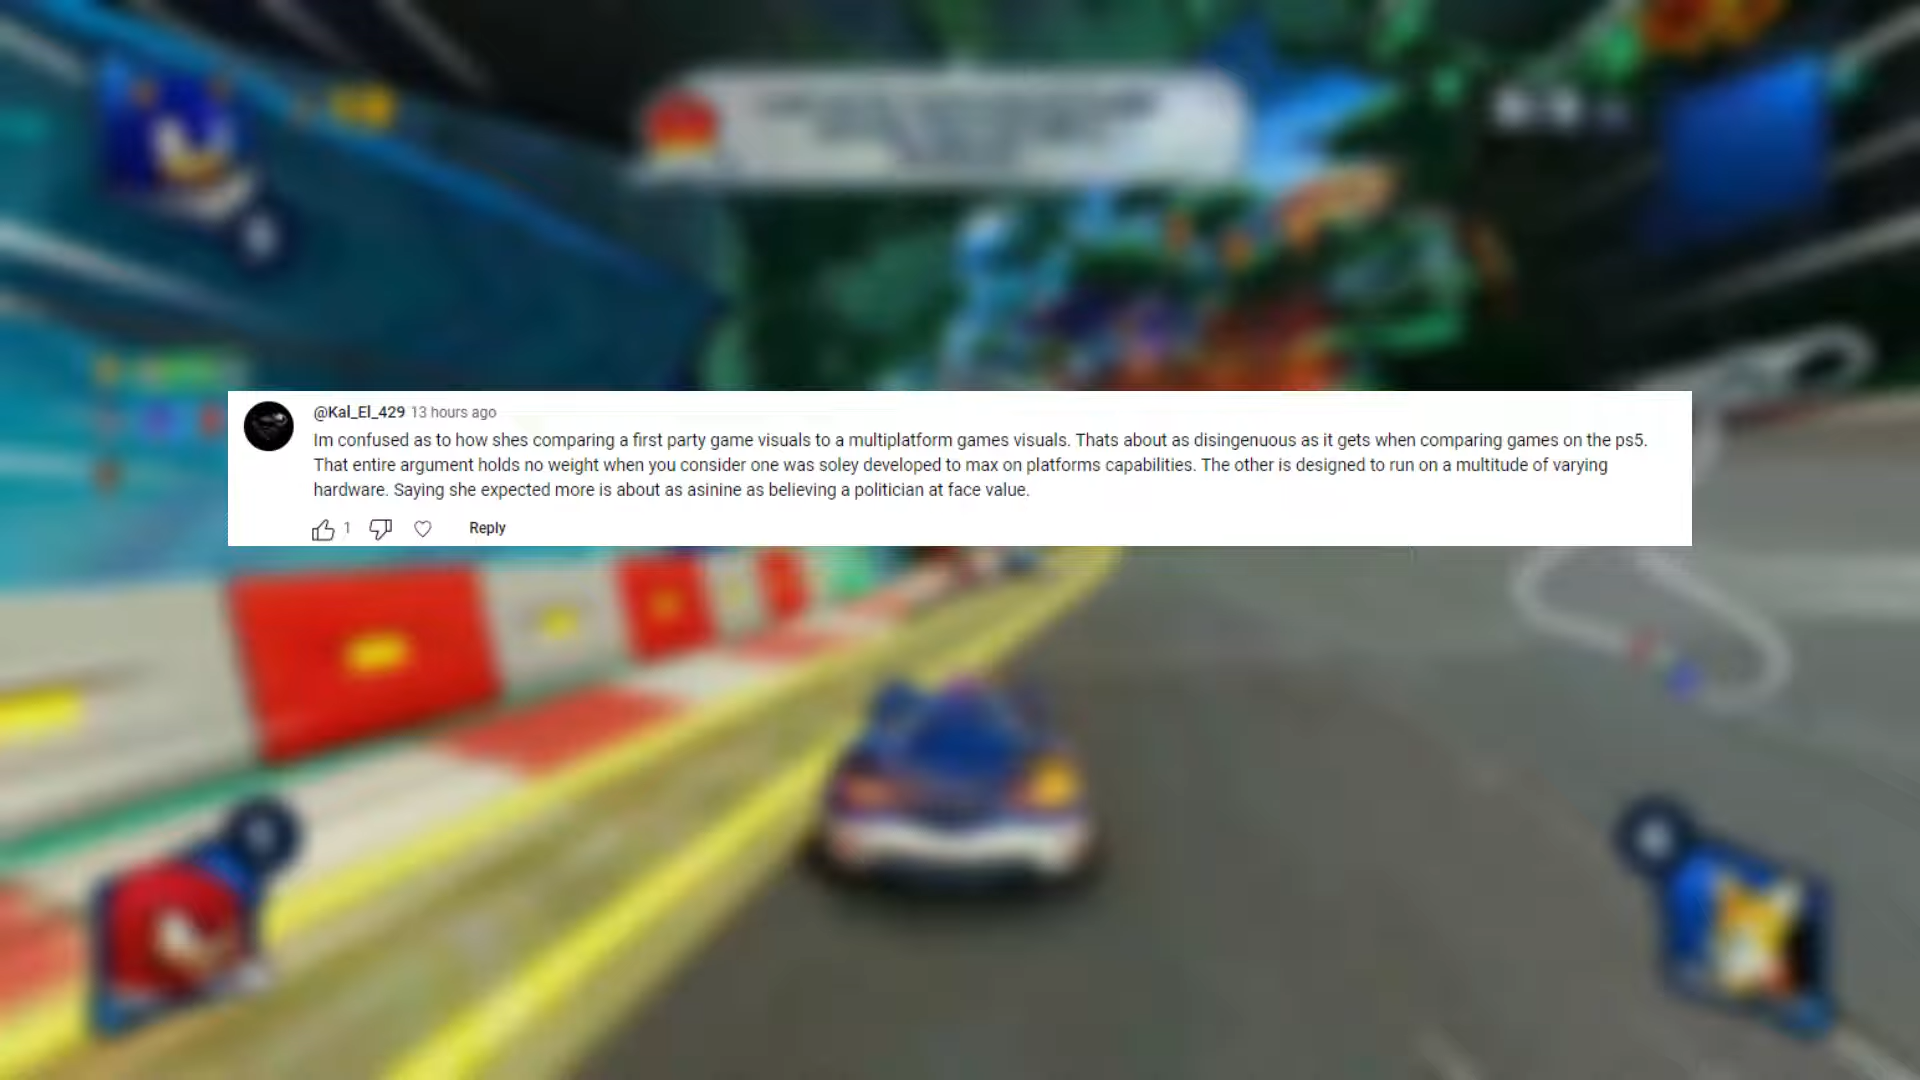 @Kal_El_429 13 hours ago
Im confused as to how shes comparing a first party game visuals to a multiplatform games visuals. Thats about as disingenuous as it gets when comparing games on the ps5.
That entire argument holds no weight when you consider one was soley developed to max on platforms capabilities. The other is designed to run on a multitude of varying
hardware. Saying she expected more is about as asinine as believing a politician at face value.
1 Reply